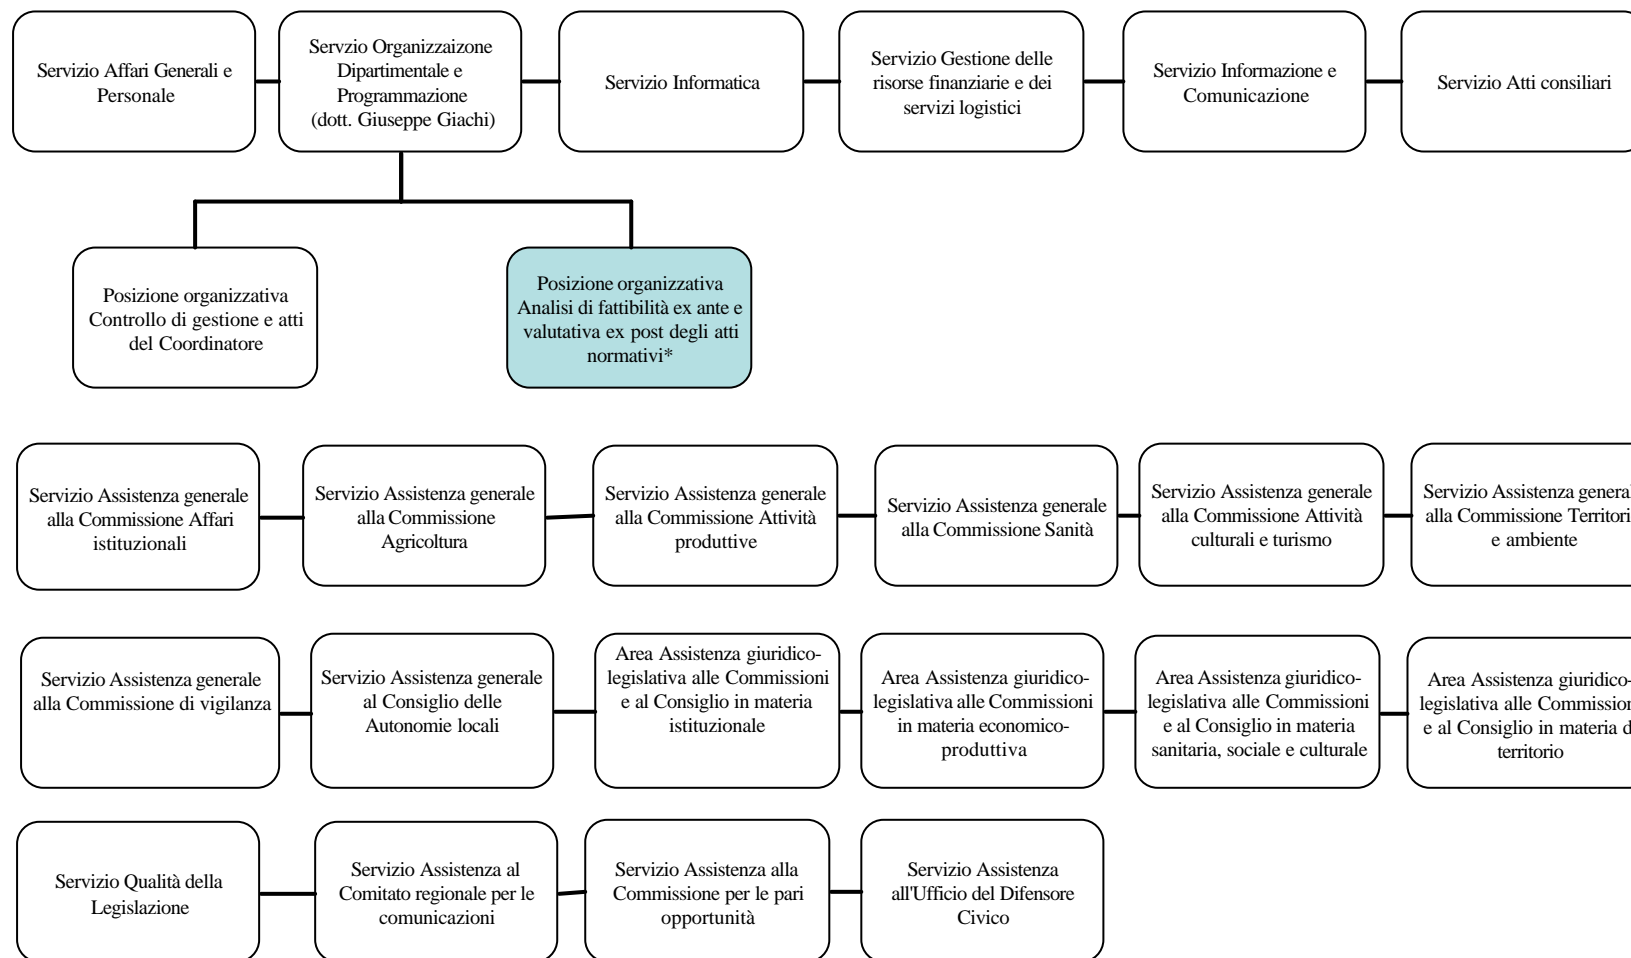 Servizio Affari Generali e
Personale
Servzio Organizzaizone
Dipartimentale e
Programmazione
(dott. Giuseppe Giachi)
Servizio Informatica
Servizio Gestione delle
risorse finanziarie e dei
servizi logistici
Servizio Informazione e
Comunicazione
Servizio Atti consiliari
Posizione organizzativa
Controllo di gestione e atti
del Coordinatore
Posizione organizzativa
Analisi di fattibilità ex ante e
valutativa ex post degli atti
normativi*
Servizio Assistenza generale
alla Commissione Affari
istituzionali
Servizio Assistenza generale
alla Commissione
Agricoltura
Servizio Assistenza generale
alla Commissione Attività
produttive
Servizio Assistenza generale
alla Commissione Sanità
Servizio Assistenza generale
alla Commissione Attività
culturali e turismo
Servizio Assistenza general
alla Commissione Territori
e ambiente
Servizio Assistenza generale
alla Commissione di vigilanza
Servizio Assistenza generale
al Consiglio delle
Autonomie locali
Area Assistenza giuridico-
legislativa alle Commissioni
e al Consiglio in materia
istituzionale
Area Assistenza giuridico-
legislativa alle Commissioni
in materia economico-
produttiva
Area Assistenza giuridico-
legislativa alle Commissioni
e al Consiglio in materia
sanitaria, sociale e culturale
Area Assistenza giuridico-
legislativa alle Commission
e al Consiglio in materia d
territorio
Servizio Qualità della
Legislazione
Servizio Assistenza al
Comitato regionale per le
comunicazioni
Servizio Assistenza alla
Commissione per le pari
opportunità
Servizio Assistenza
all'Ufficio del Difensore
Civico